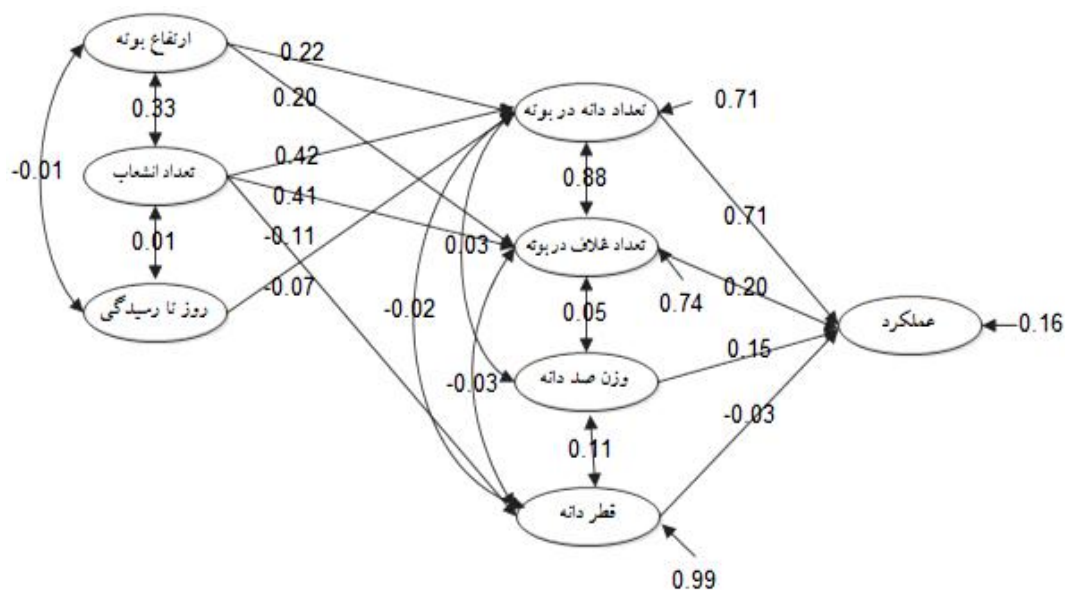 ارتفاع بوته
0.22
0.33
0.20
0.71
تعداد دانه در بوته
-0.01
تعداد انشعاب
0.42
0.88
0.41
0.71
0.01
-0.11
0.03
تعداد غلاف در بوته
روز تا رسیدگی
-0.07
-0.02
0.05
0.74
0.20
عملکرد
0.16
0.15
وزن صد دانه
-0.03
-0.03
0.11
قطر دانه
0.99